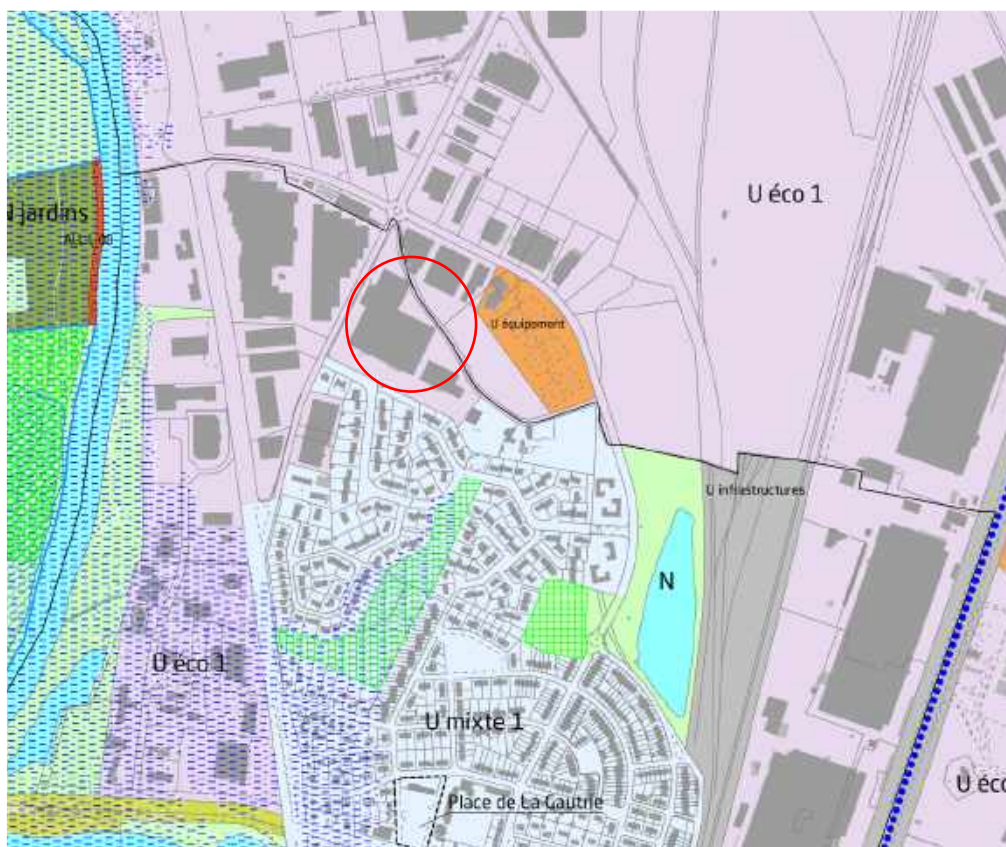 U éco 1
jardins
U équipement
U infrastructures
N
U éco 1
U mixte 1
U éco
Place de La Gautrie